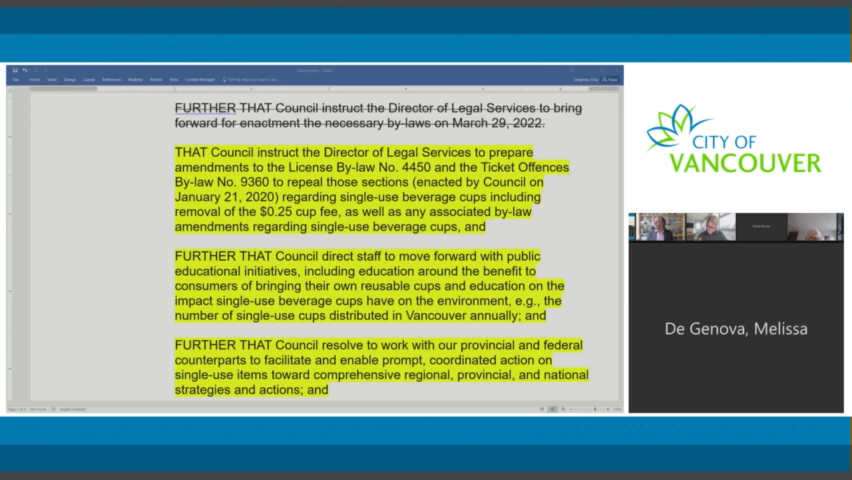 File Home Insert Design Layout References Mailings Review View
FURTHER THAT Council instruct the Director of Legal Services to bring
forward for enactment the necessary by-laws on March 29, 2022.
THAT Council instruct the Director of Legal Services to prepare
amendments to the License By-law No. 4450 and the Ticket Offences
By-law No. 9360 to repeal those sections (enacted by Council on
January 21, 2020) regarding single-use beverage cups including
removal of the $0.25 cup fee, as well as any associated by-law
amendments regarding single-use beverage cups, and
FURTHER THAT Council direct staff to move forward with public
educational initiatives, including education around the benefit to
consumers of bringing their own reusable cups and education on the
impact single-use beverage cups have on the environment, e.g., the
number of single-use cups distributed in Vancouver annually; and
FURTHER THAT Council resolve to work with our provincial and federal
counterparts to facilitate and enable prompt, coordinated action on
single-use items toward comprehensive regional, provincial, and national
strategies and actions; and
CITY OF
VANCOUVER
De Genova, Melissa